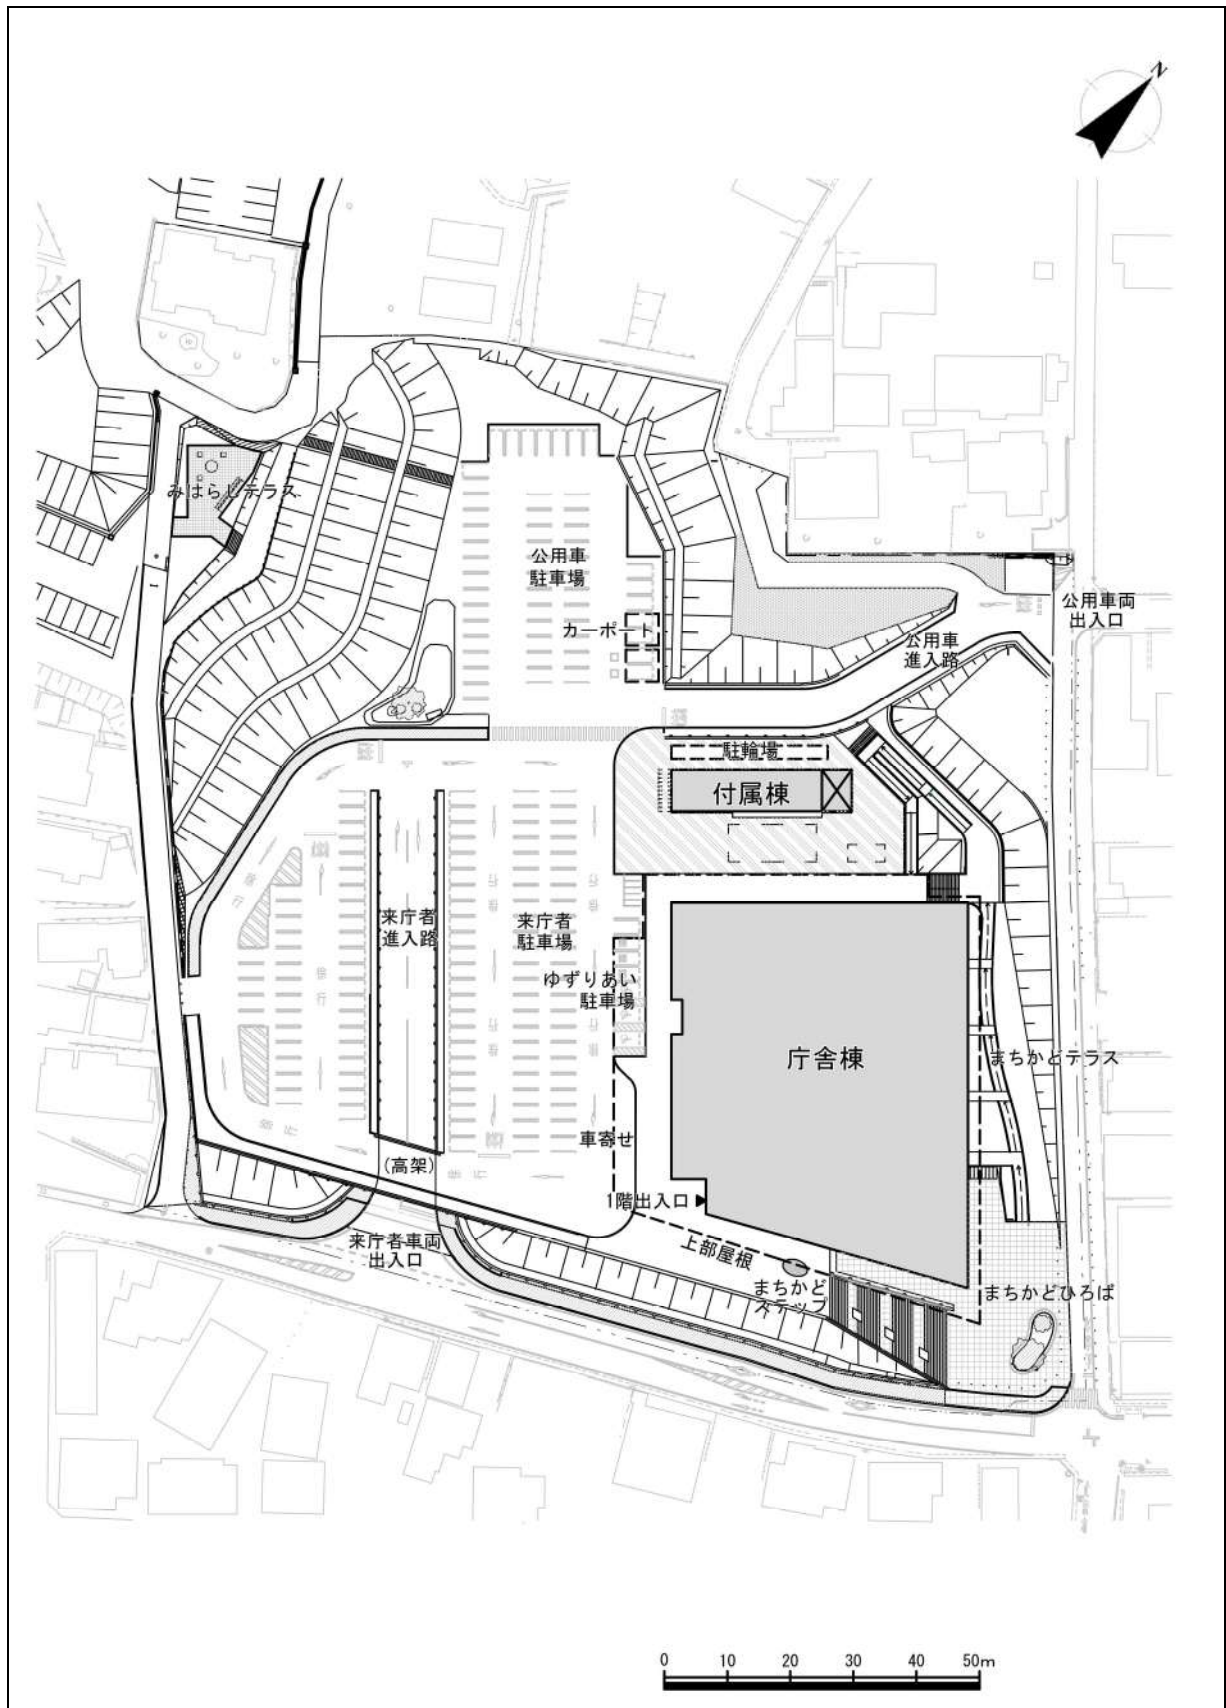 N
みはらしテラス
公用車
駐車場
カーポート
公用車両
出入口
公用車
進入路
駐輪場
付属棟
来庁者
進入路
来庁者
駐車場
ゆずりあい
駐車場
庁舎棟
まちかどテラス
車寄せ
(高架)
1階出入口
来庁者車両
出入口
上部屋根
まちかど
ステップ
まちかどひろば
0 10 20 30 40 50m